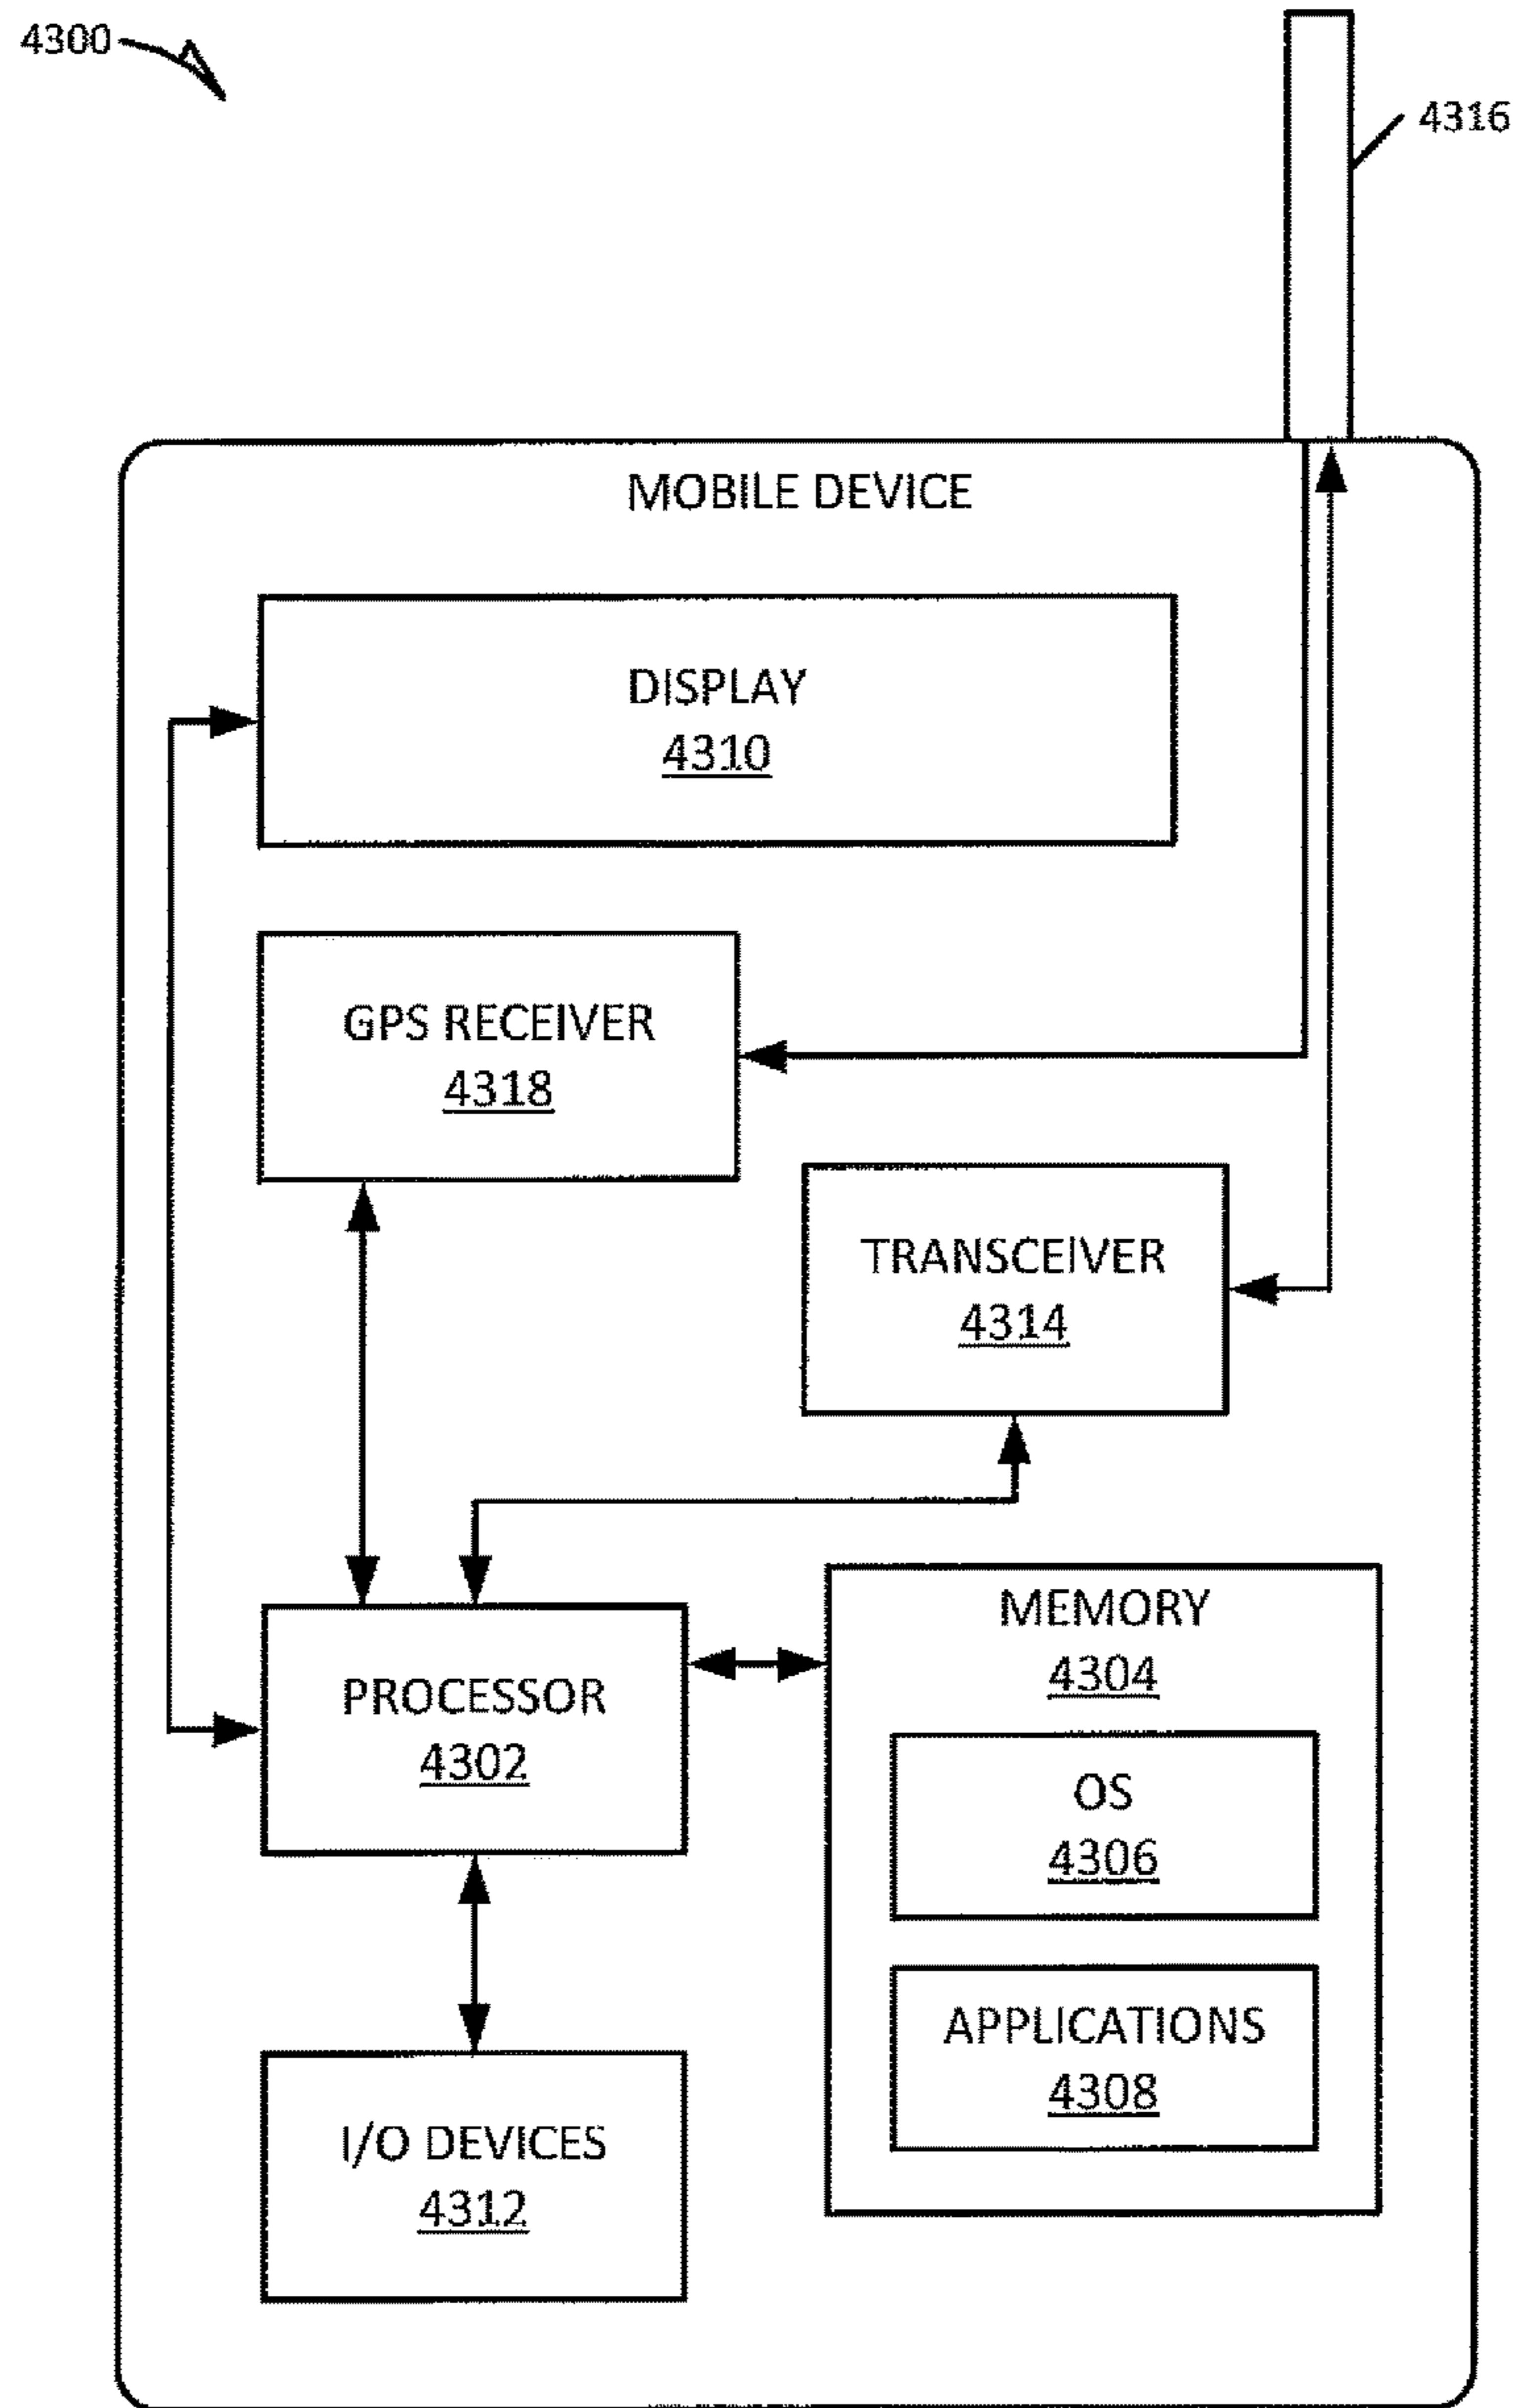 4300
4316
MOBILE DEVICE
DISPLAY
4310
GPS RECEIVER
4318
TRANSCEIVER
4314
MEMORY
4304
PROCESSOR
4302
OS
4306
APPLICATIONS
4308
I/O DEVICES
4312